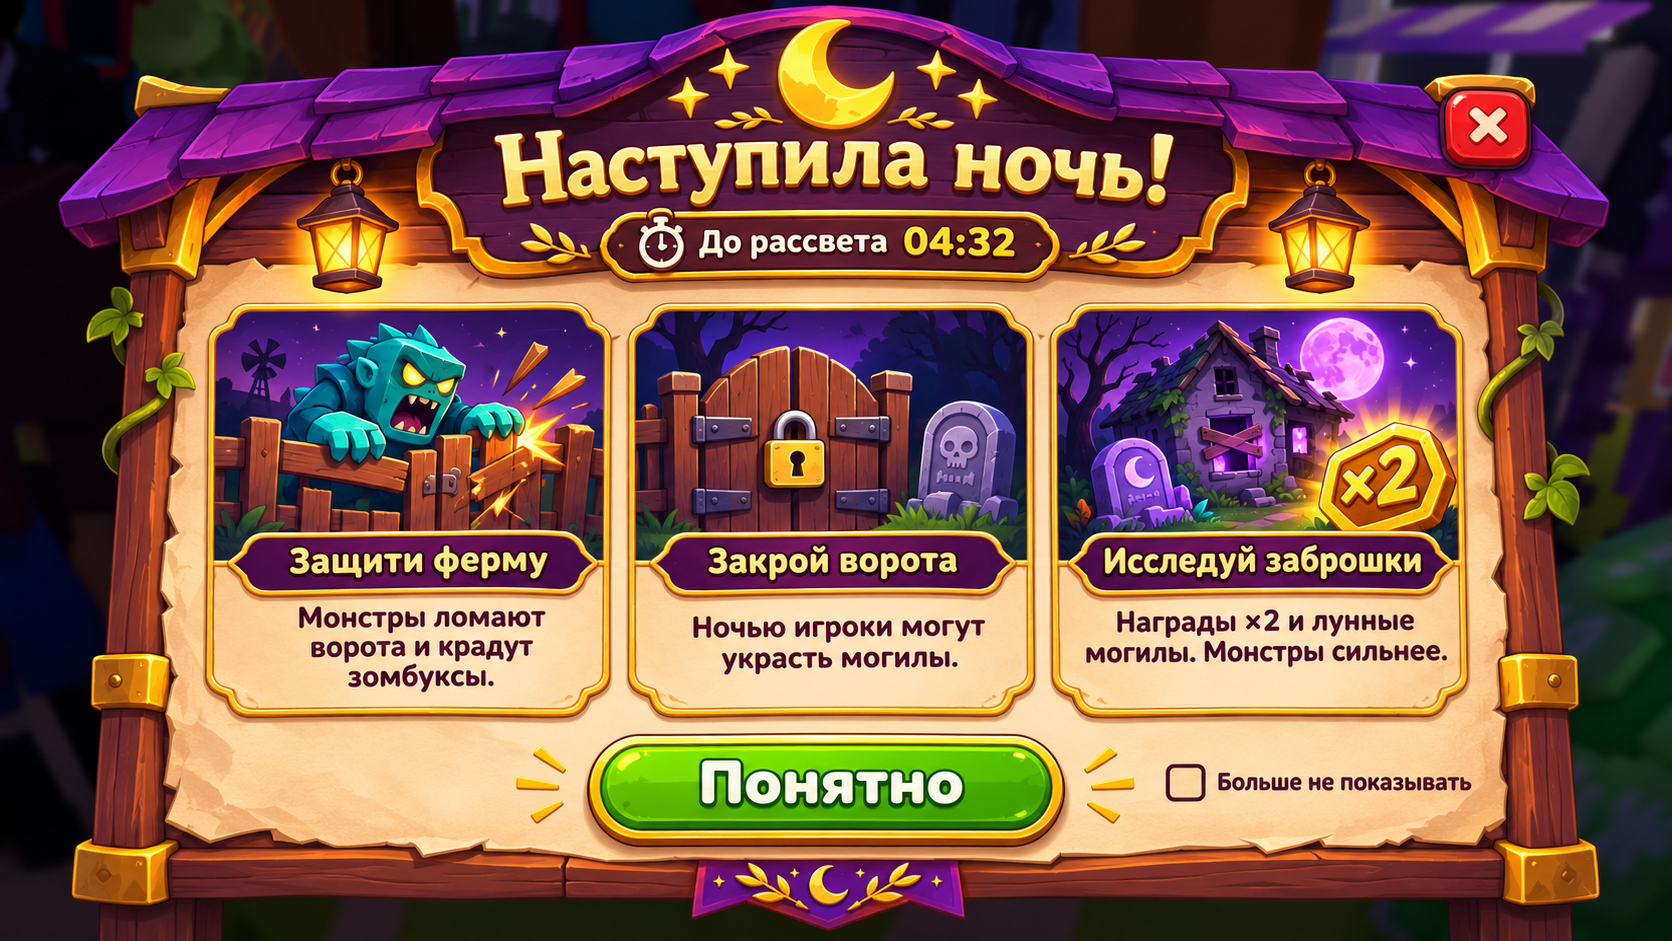 Наступила ночь!
До рассвета 04:32
×2
Защити ферму
Монстры ломают
ворота и крадут
зомбуксы.
Закрой ворота
Ночью игроки могут
украсть могилы.
Исследуй заброшки
Награды ×2 и лунные
могилы. Монстры сильнее.
Понятно
Больше не показывать